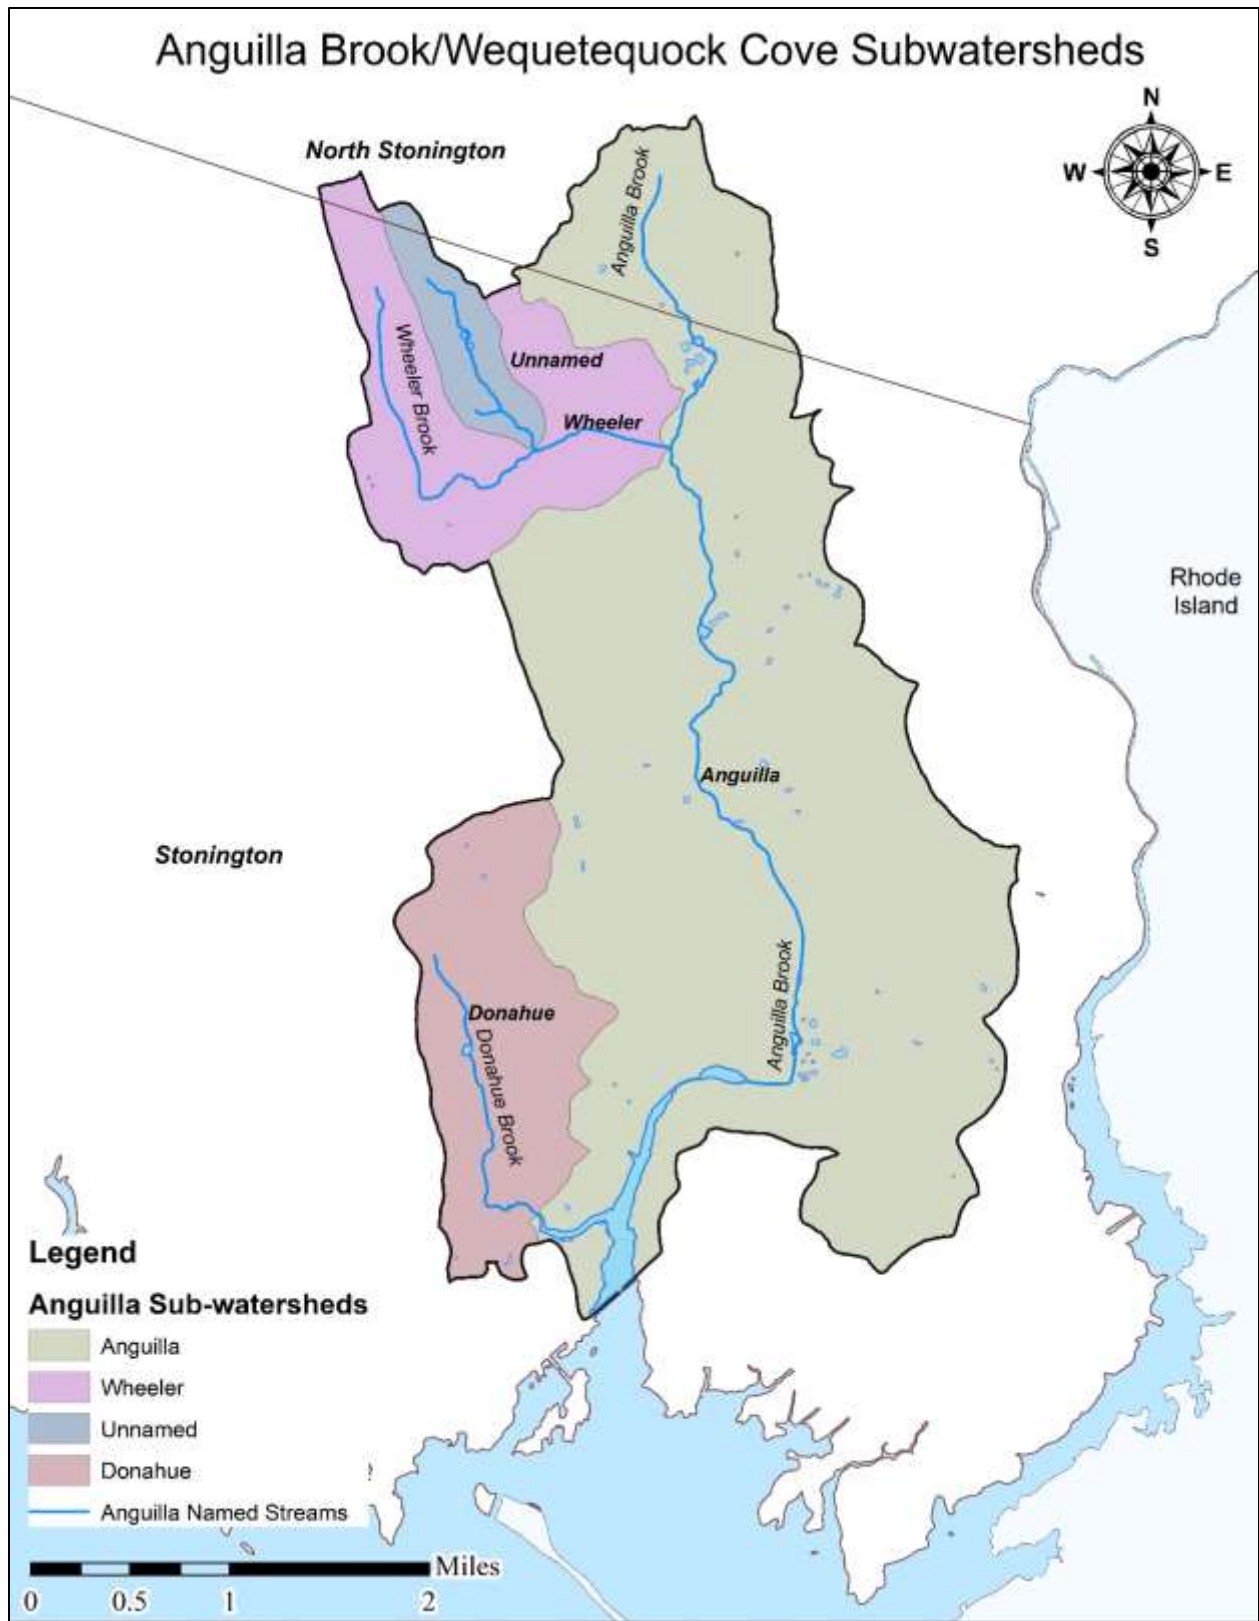 Anguilla Brook/Wequetequock Cove Subwatersheds
N
W
E
S
North Stonington
Anguilla Brook
Unnamed
Wheeler Brook
Wheeler
Rhode
Island
Anguilla
Stonington
Anguilla Brook
Donahue
Donahue Brook
Legend
Anguilla Sub-watersheds
Anguilla
Wheeler
Unnamed
Donahue
Anguilla Named Streams
Miles
0
0.5
1
2